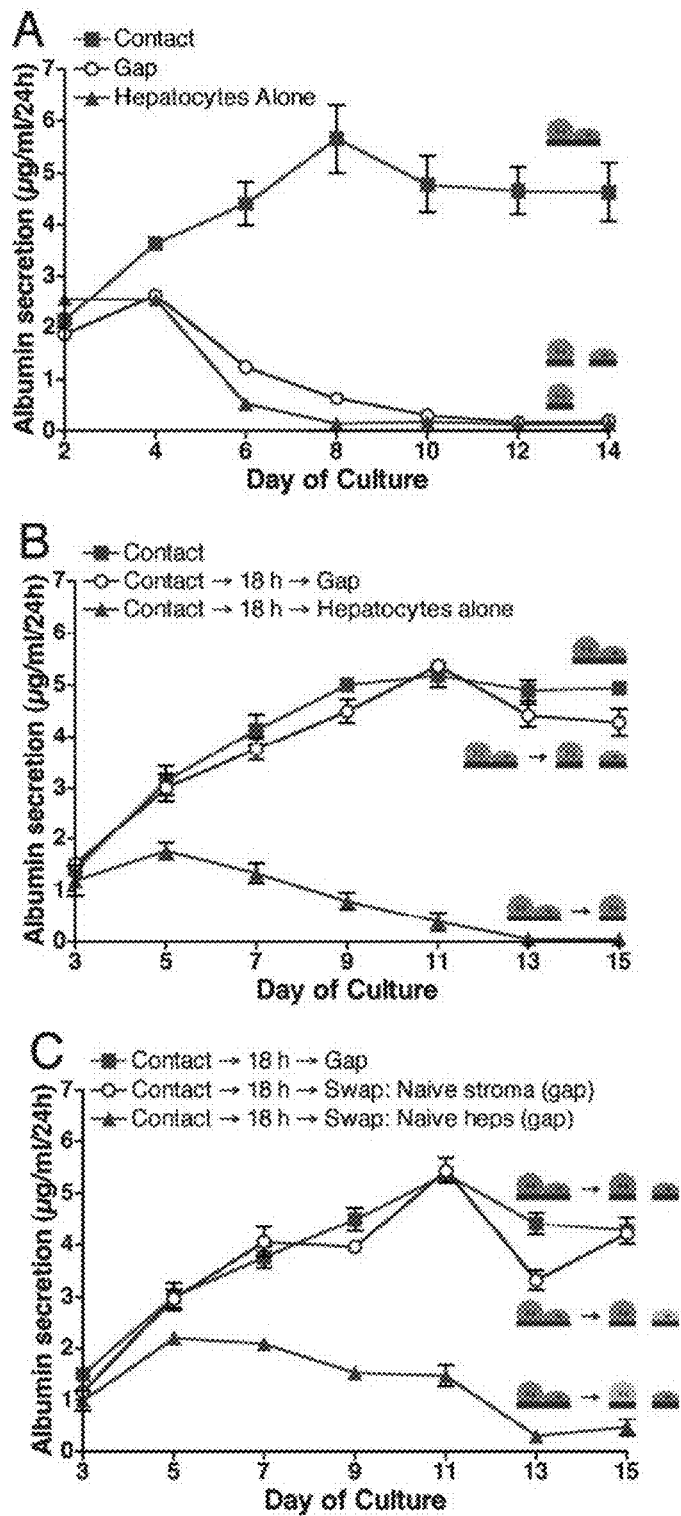 A
Contact
Gap
Hepatocytes Alone
Albumin secretion (μg/ml/24h)
7
6
5
4
3
2
1
0
2 4 6 8 10 12 14
Day of Culture
B
Contact
Contact → 18 h → Gap
Contact → 18 h → Hepatocytes alone
Albumin secretion (μg/ml/24h)
7
6
5
4
3
2
1
0
3 5 7 9 11 13 15
Day of Culture
C
Contact → 18 h → Gap
Contact → 18 h → Swap: Naive stroma (gap)
Contact → 18 h → Swap: Naive heps (gap)
Albumin secretion (μg/ml/24h)
7
6
5
4
3
2
1
0
3 5 7 9 11 13 15
Day of Culture